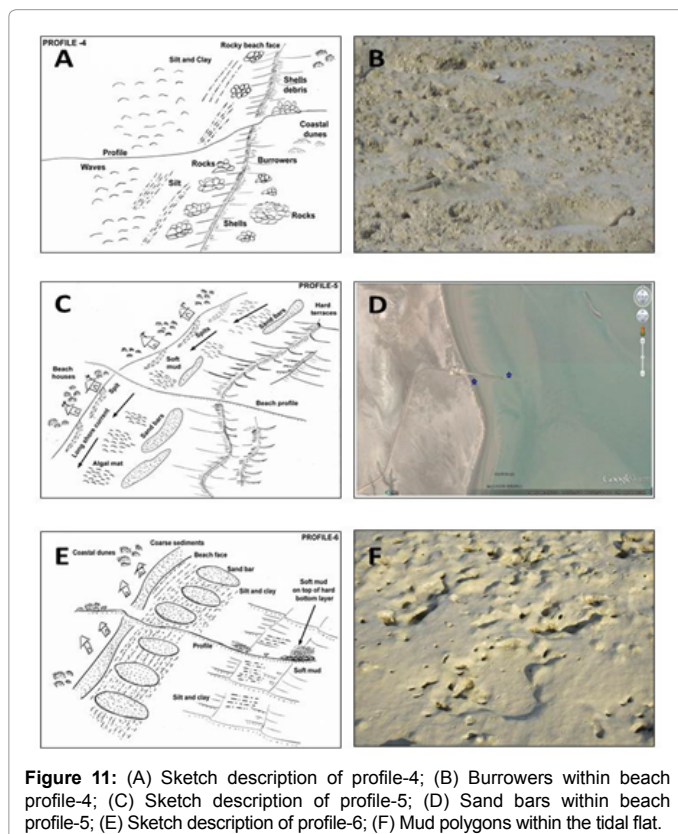 PROFILE -4
A
Rocky beach face
Silt and Clay
Shells
debris
Coastal
dunes
Profile
Waves
Rocks
Burrowers
Silt
Shells
Rocks
B
C
PROFILE-5
Hard
terraces
Sand bars
Spits
Soft
mud
Beach
houses
Spit
Beach profile
Long shore current
Sand bars
Algal mat
D
Google
E
PROFILE-6
Coarse sediments
Coastal dunes
Beach face
Sand bar
Silt and clay
Soft mud
on top of hard
bottom layer
Profile
Soft mud
Silt and clay
F
Figure 11: (A) Sketch description of profile-4; (B) Burrowers within beach
profile-4; (C) Sketch description of profile-5; (D) Sand bars within beach
profile-5; (E) Sketch description of profile-6; (F) Mud polygons within the tidal flat.